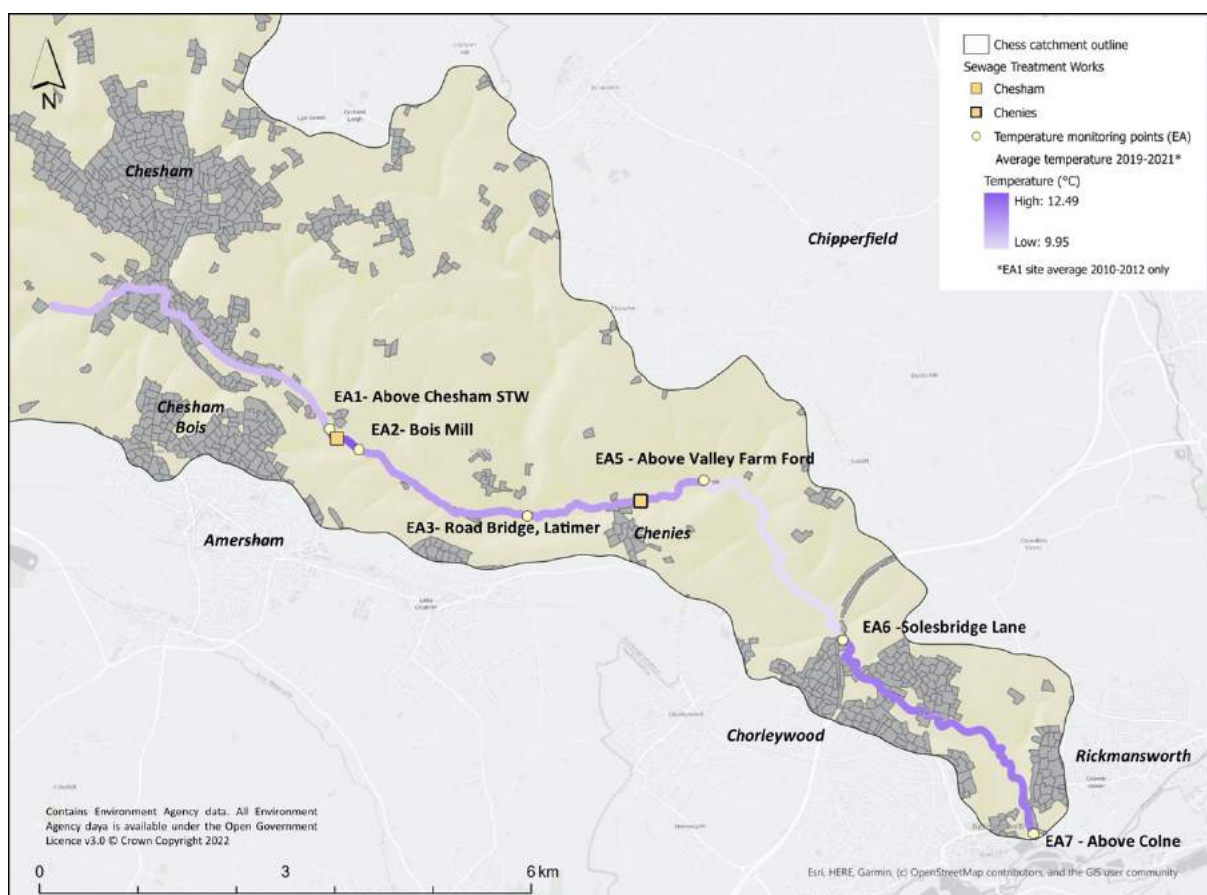 Chess catchment outline
Sewage Treatment Works
Chesham
Chenies
Temperature monitoring points (EA)
Average temperature 2019-2021*
Temperature (°C)
High: 12.49
Low: 9.95
*EA1 site average 2010-2012 only
N
Chesham
Chipperfield
EA1- Above Chesham STW
Chesham
Bois
EA2- Bois Mill
EA5 - Above Valley Farm Ford
EA3- Road Bridge, Latimer
Chenies
Amersham
EA6 -Solesbridge Lane
Chorleywood
Rickmansworth
EA7 - Above Colne
Contains Environment Agency data. All Environment
Agency daya is available under the Open Government
Licence v3.0 © Crown Copyright 2022
0 3 6 km
Esri, HERE, Garmin, (c) OpenStreetMap contributors, and the GIS user community